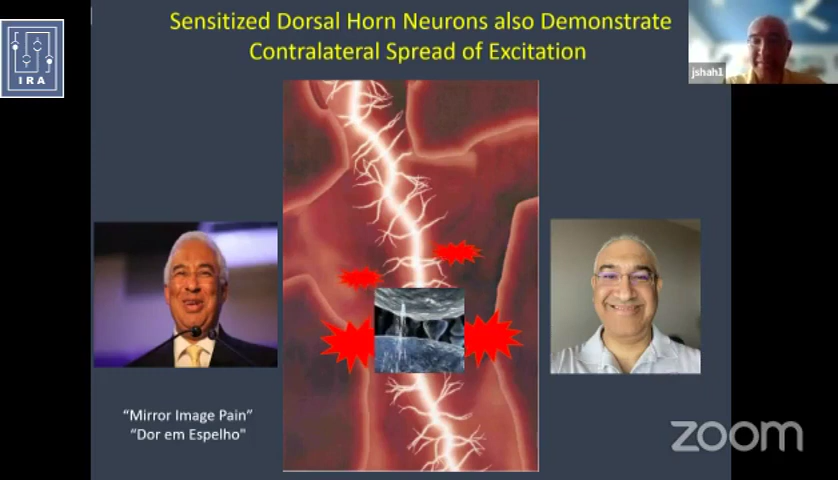 Sensitized Dorsal Horn Neurons also Demonstrate
Contralateral Spread of Excitation
IRA
jshah1
“Mirror Image Pain”
“Dor em Espelho"
zoom